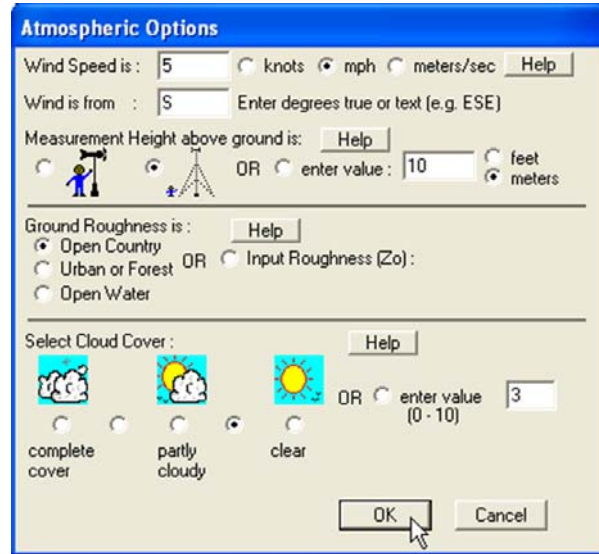 Atmospheric Options
Wind Speed is : 5 knots mph meters/sec Help
Wind is from : S Enter degrees true or text (e.g. ESE)
Measurement Height above ground is: Help
OR enter value : 10 feet
meters
Ground Roughness is : Help
Open Country
Urban or Forest OR Input Roughness (Zo) :
Open Water
Select Cloud Cover : Help
OR enter value 3
(0 - 10)
complete partly clear
cover cloudy
OK Cancel